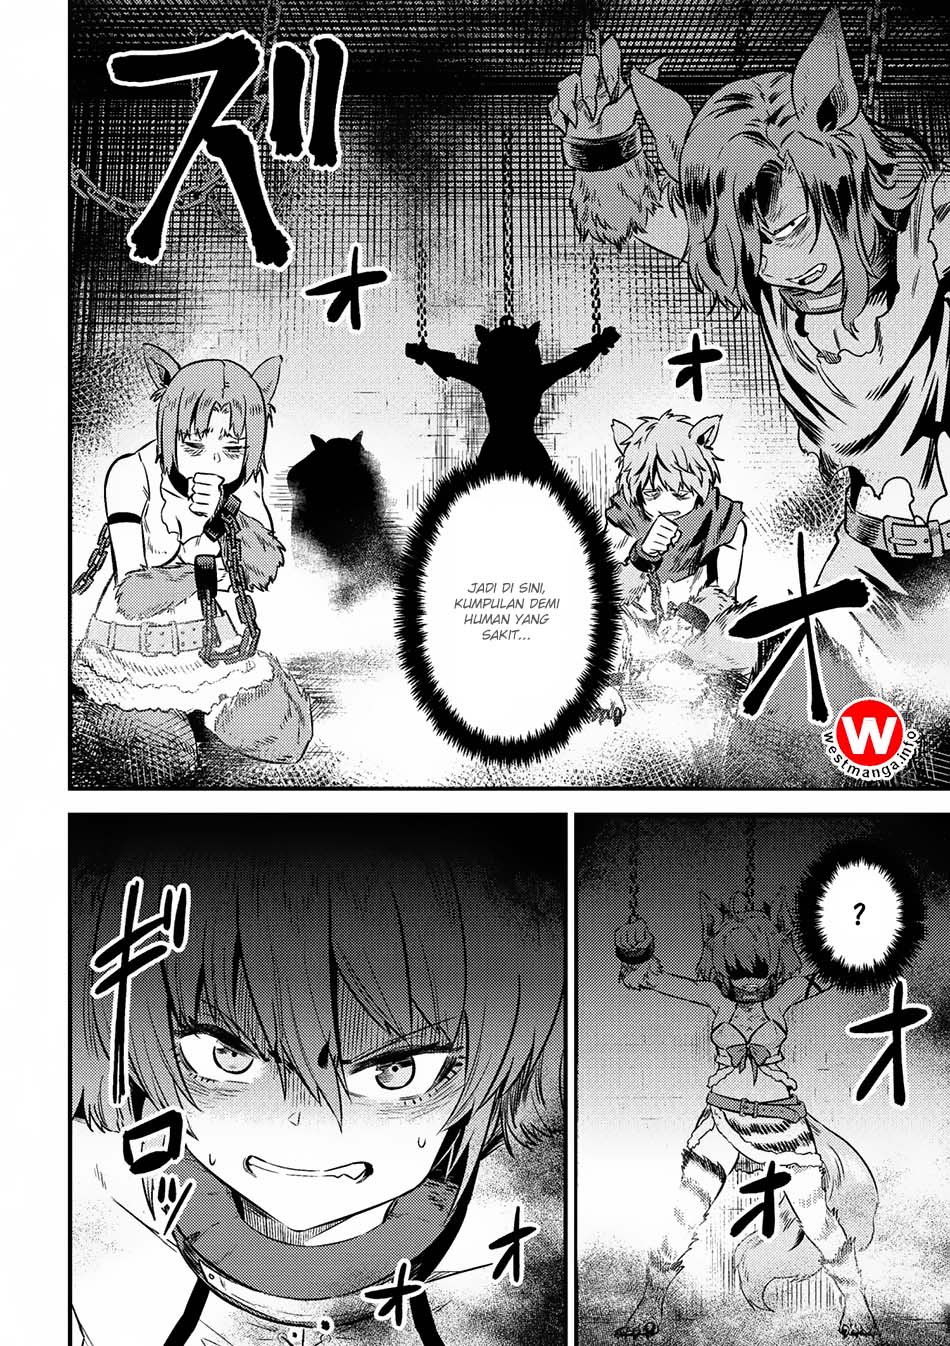 ズ
オ
オ
オ
JADI DI SINI,
KUMPULAN DEMI
HUMAN YANG
SAKIT...
W
westmanga.info
?
オ
オ
ギロッ
オ
オ